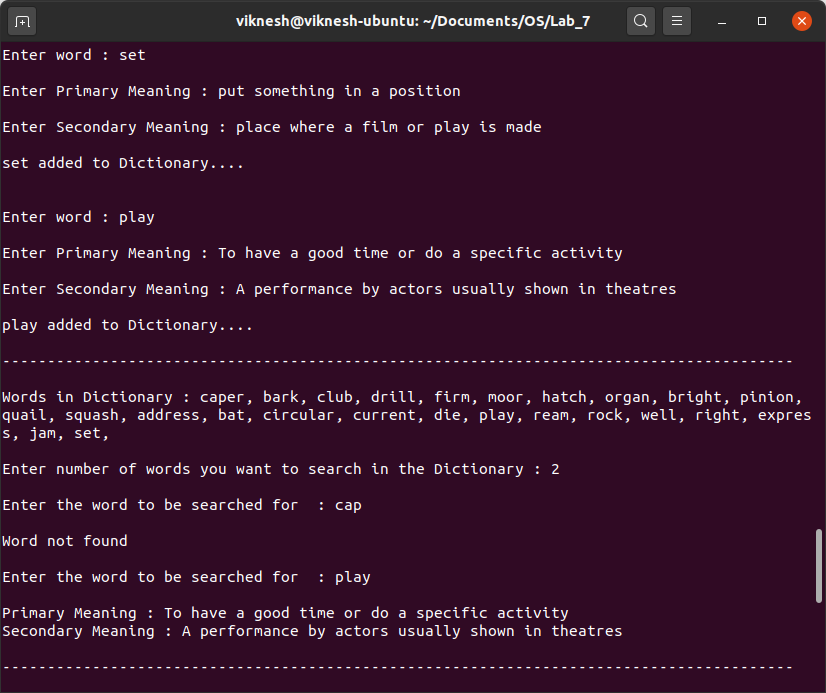 viknesh@viknesh-ubuntu: ~/Documents/OS/Lab_7
Enter word : set
Enter Primary Meaning : put something in a position
Enter Secondary Meaning : place where a film or play is made
set added to Dictionary....
Enter word : play
Enter Primary Meaning : To have a good time or do a specific activity
Enter Secondary Meaning : A performance by actors usually shown in theatres
play added to Dictionary....
----------------------------------------------------------------------------------------
Words in Dictionary : caper, bark, club, drill, firm, moor, hatch, organ, bright, pinion,
quail, squash, address, bat, circular, current, die, play, ream, rock, well, right, expres
s, jam, set,
Enter number of words you want to search in the Dictionary : 2
Enter the word to be searched for  : cap
Word not found
Enter the word to be searched for  : play
Primary Meaning : To have a good time or do a specific activity
Secondary Meaning : A performance by actors usually shown in theatres
----------------------------------------------------------------------------------------